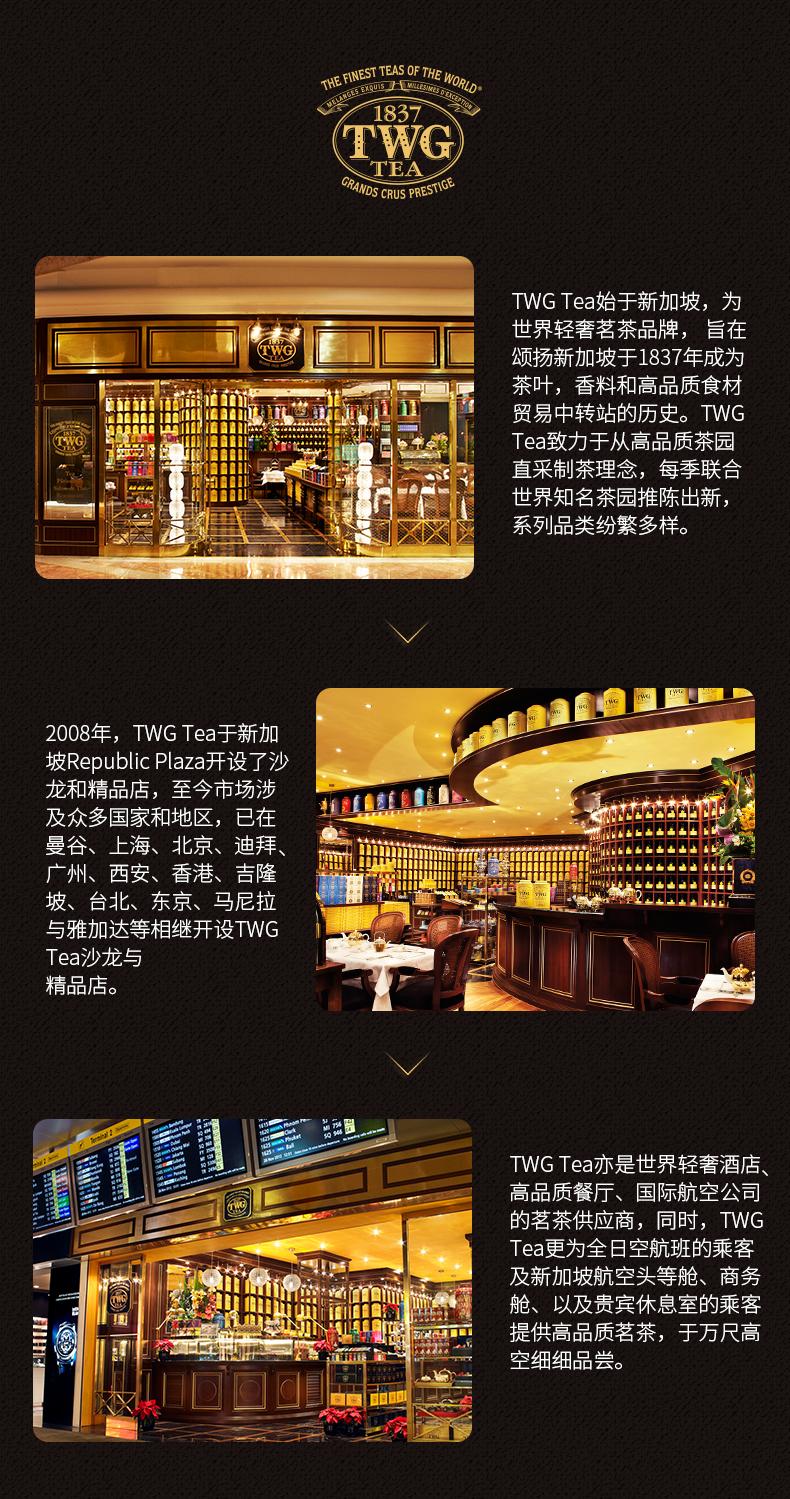 THE FINEST TEAS OF THE WORLD®
MELANGES EXQUIS MILLESIMES D'EXCEPTION
1837
TWG
TEA
GRANDS CRUS PRESTIGE
1837
TWG
TEA
TWG
TEA
TWG Tea始于新加坡，为
世界轻奢茗茶品牌， 旨在
颂扬新加坡于1837年成为
茶叶，香料和高品质食材
贸易中转站的历史。TWG
Tea致力于从高品质茶园
直采制茶理念，每季联合
世界知名茶园推陈出新，
系列品类纷繁多样。
2008年，TWG Tea于新加
坡Republic Plaza开设了沙
龙和精品店，至今市场涉
及众多国家和地区，已在
曼谷、上海、北京、迪拜、
广州、西安、香港、吉隆
坡、台北、东京、马尼拉
与雅加达等相继开设TWG
Tea沙龙与
精品店。
Terminal 2
TWG
TEA
TWG Tea亦是世界轻奢酒店、
高品质餐厅、国际航空公司
的茗茶供应商，同时，TWG
Tea更为全日空航班的乘客
及新加坡航空头等舱、商务
舱、以及贵宾休息室的乘客
提供高品质茗茶，于万尺高
空细细品尝。